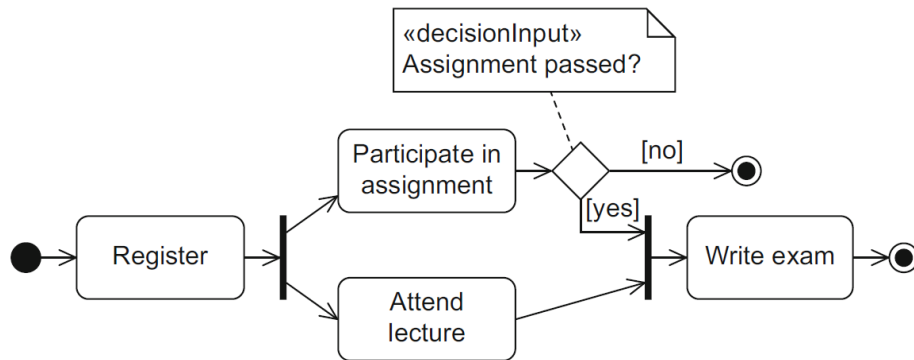 «decisionInput»
Assignment passed?
Participate in
assignment
[no]
[yes]
Register
Write exam
Attend
lecture